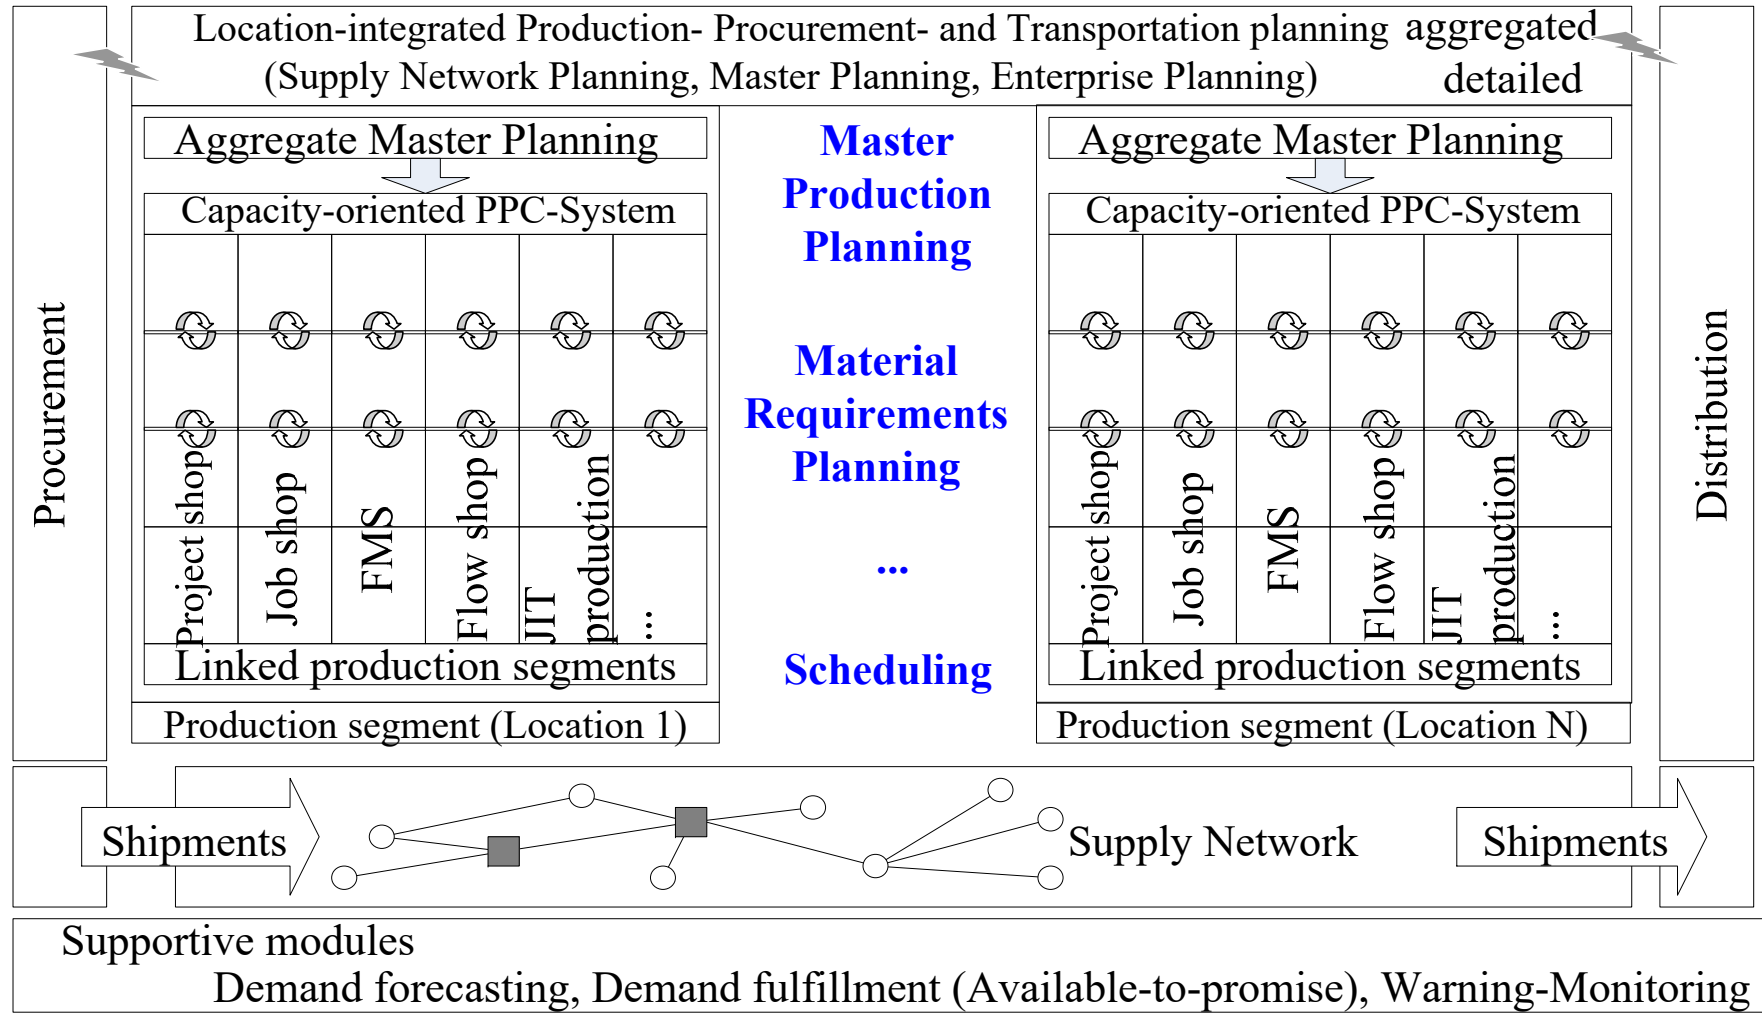 Location-integrated Production- Procurement- and Transportation planning aggregated
(Supply Network Planning, Master Planning, Enterprise Planning) detailed
Procurement
Aggregate Master Planning
Capacity-oriented PPC-System
Project shop
Job shop
FMS
Flow shop
JIT
production
...
Linked production segments
Production segment (Location 1)
Master
Production
Planning
Material
Requirements
Planning
...
Scheduling
Aggregate Master Planning
Capacity-oriented PPC-System
Project shop
Job shop
FMS
Flow shop
JIT
production
...
Linked production segments
Production segment (Location N)
Distribution
Shipments
Supply Network
Shipments
Supportive modules
Demand forecasting, Demand fulfillment (Available-to-promise), Warning-Monitoring